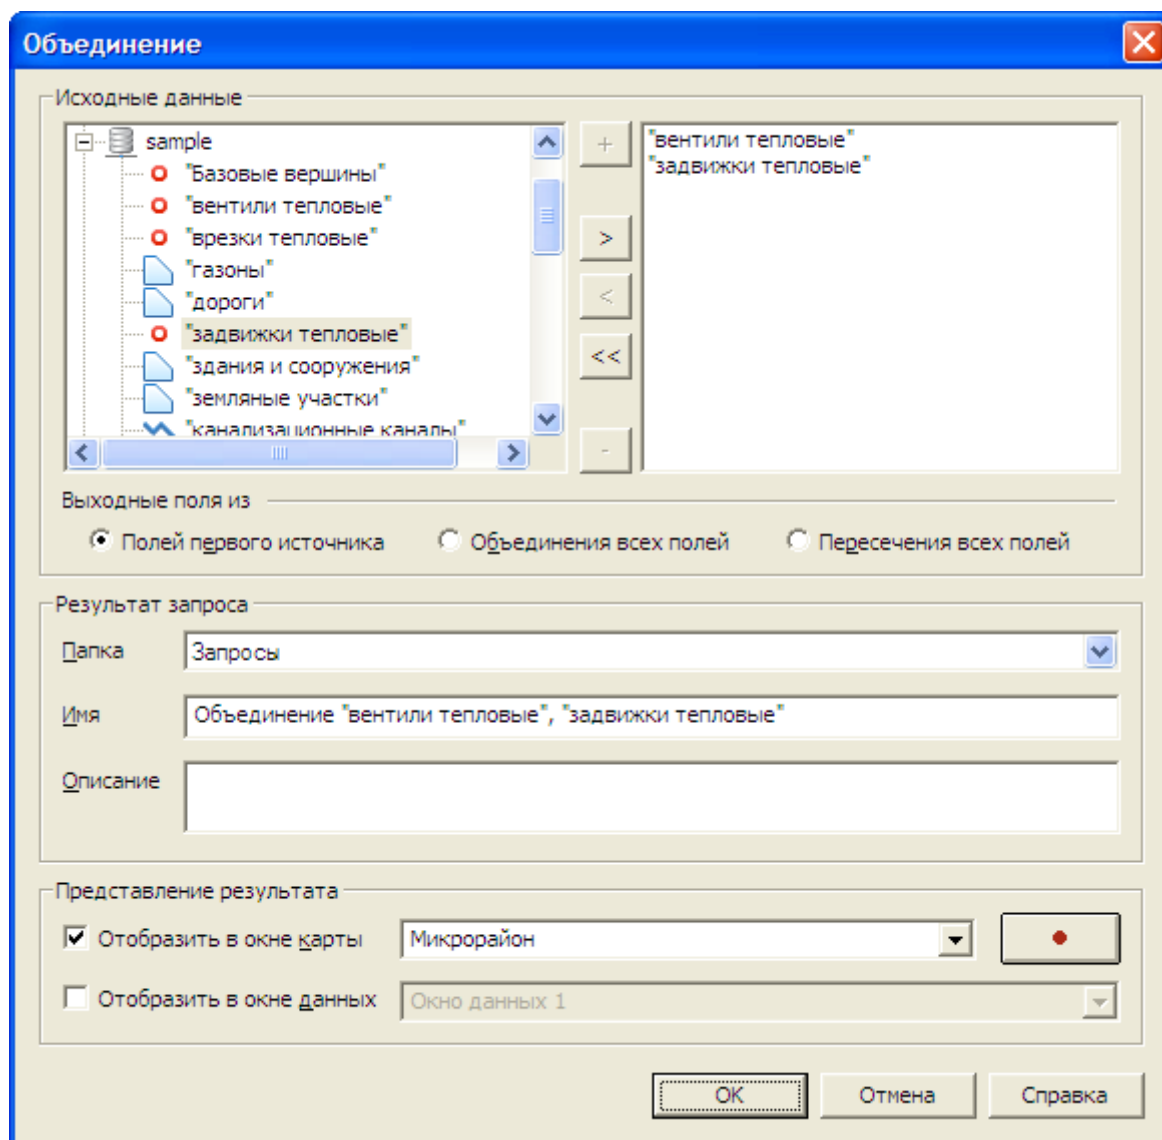 Объединение
Исходные данные
sample
"Базовые вершины"
"вентили тепловые"
"врезки тепловые"
"газоны"
"дороги"
"задвижки тепловые"
"здания и сооружения"
"земляные участки"
"канализационные каналы"
+
>
<
<<
-
"вентили тепловые"
"задвижки тепловые"
Выходные поля из
Полей первого источника Объединения всех полей Пересечения всех полей
Результат запроса
Папка Запросы
Имя Объединение "вентили тепловые", "задвижки тепловые"
Описание
Представление результата
Отобразить в окне карты Микрорайон
Отобразить в окне данных Окно данных 1
OK Отмена Справка